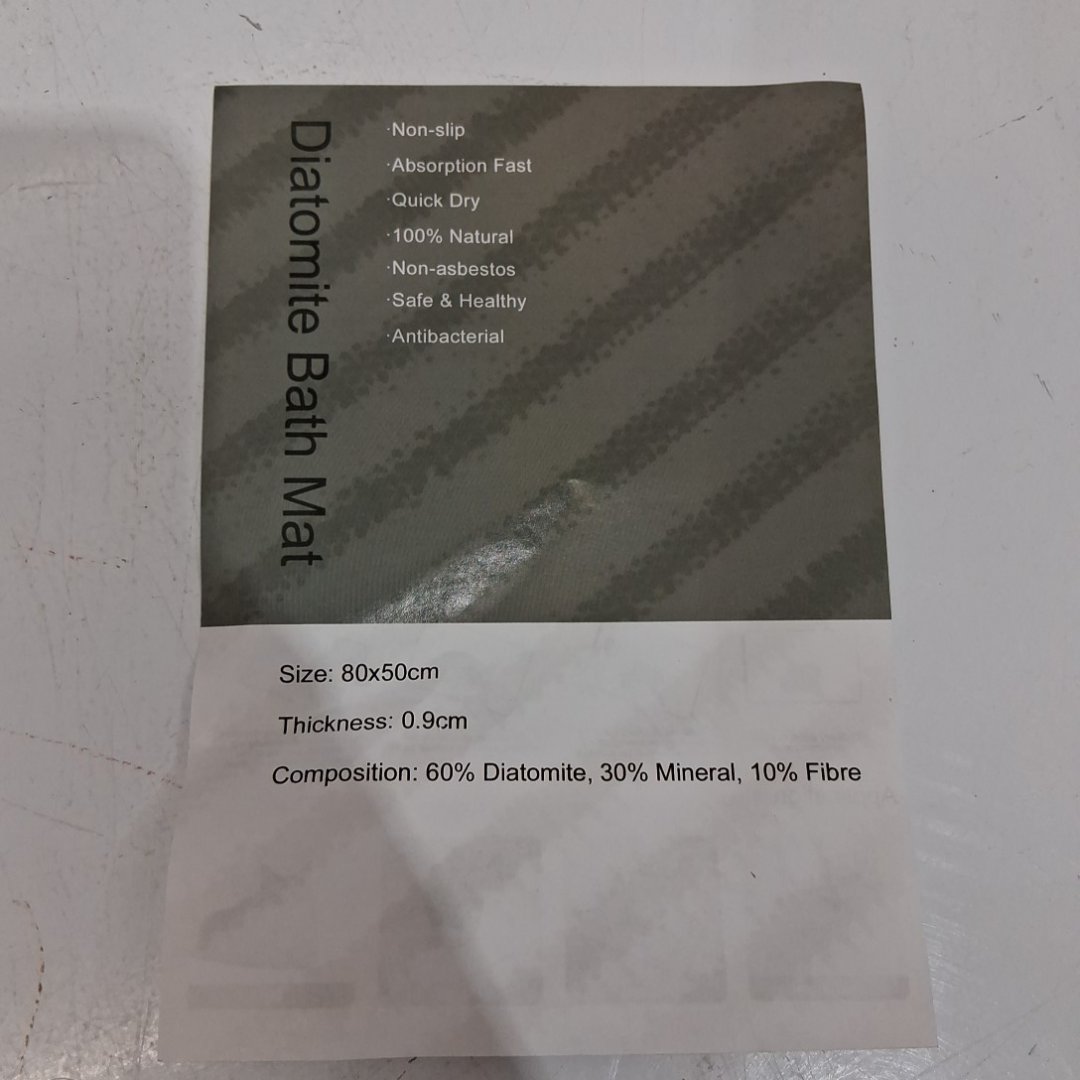 Diatomite Bath Mat
·Non-slip
·Absorption Fast
·Quick Dry
·100% Natural
·Non-asbestos
·Safe & Healthy
·Antibacterial
Size: 80x50cm
Thickness: 0.9cm
Composition: 60% Diatomite, 30% Mineral, 10% Fibre